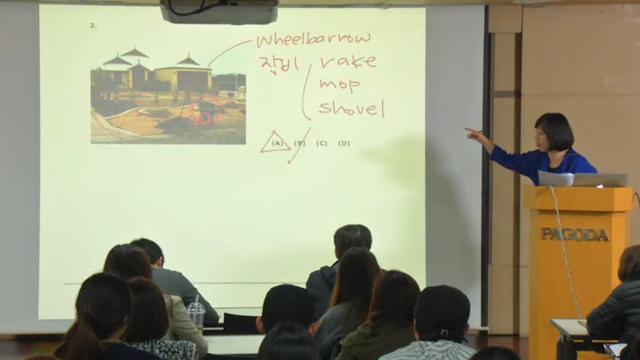 2.
wheelbarrow
장비 rake
mop
shovel
(A) (B) (C) (D)
PAGODA